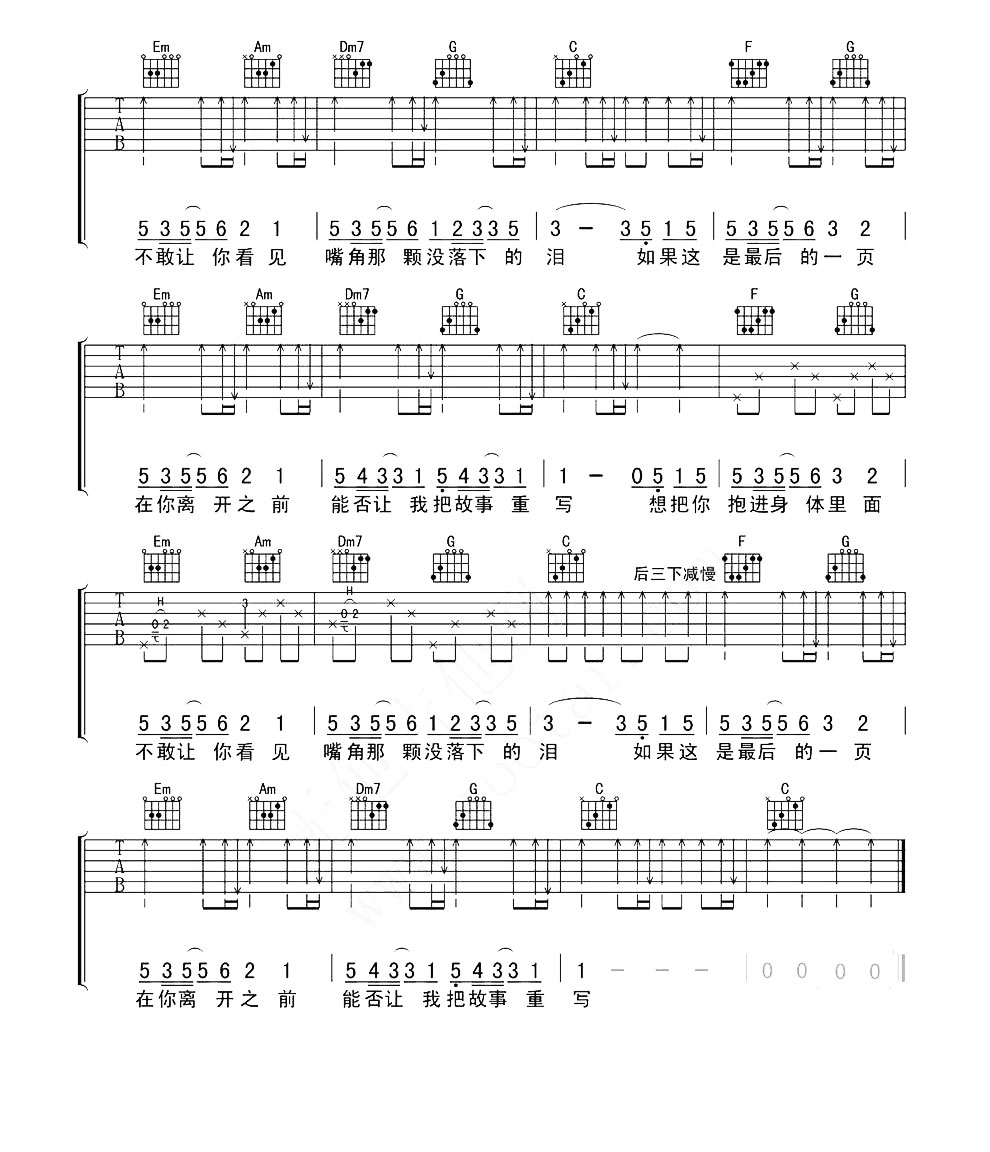 Em Am Dm7 G C F G
T
A
B
5 3 5 5 6 2 1 | 5 3 5 5 6 1 2 3 3 5 | 3 － 3 5 1 5 | 5 3 5 5 6 3 2 |
不敢让 你看见 嘴角那 颗没落下 的 泪 如果这 是最后 的一页
Em Am Dm7 G C F G
T
A
B
5 3 5 5 6 2 1 | 5 4 3 3 1 5 4 3 3 1 | 1 － 0 5 1 5 | 5 3 5 5 6 3 2 |
在你离 开之前 能否让 我把故事 重 写 想把你 抱进身 体里面
Em Am Dm7 G C 后三下减慢 F G
H 3 H
T
A
B
0 2 0 2
5 3 5 5 6 2 1 | 5 3 5 5 6 1 2 3 3 5 | 3 － 3 5 1 5 | 5 3 5 5 6 3 2 |
不敢让 你看见 嘴角那 颗没落下 的 泪 如果这 是最后 的一页
Em Am Dm7 G C C
T
A
B
5 3 5 5 6 2 1 | 5 4 3 3 1 5 4 3 3 1 | 1 － － － | 0 0 0 0
在你离 开之前 能否让 我把故事 重 写